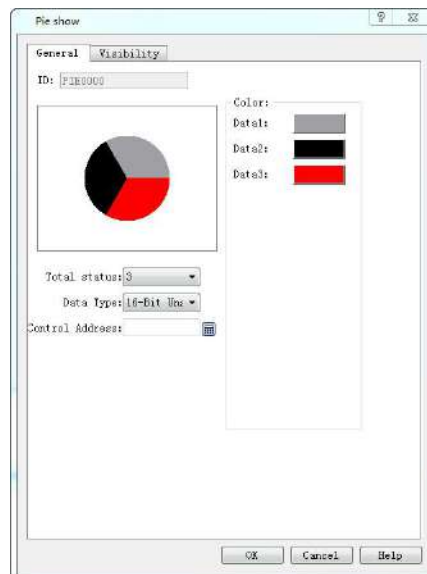 Pie show
General
Visibility
ID: PIE0000
Color:
Data1:
Data2:
Data3:
Total status: 3
Data Type: 16-Bit Uns
Control Address:
OK
Cancel
Help